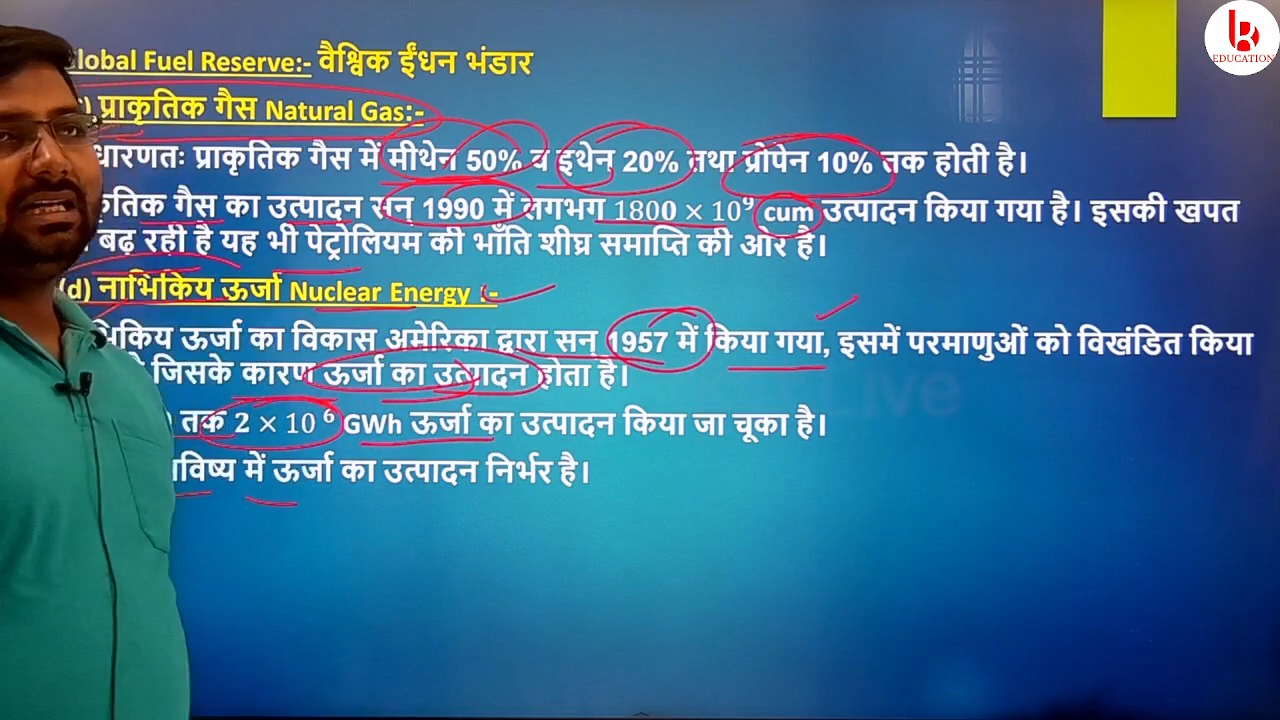 lobal Fuel Reserve:- वैश्विक ईंधन भंडार
) प्राकृतिक गैस Natural Gas:-
धारणतः प्राकृतिक गैस में मीथेन 50% व इथेन 20% तथा प्रोपेन 10% तक होती है।
कृतिक गैस का उत्पादन सन् 1990 में लगभग 1800 × 10⁹ cum उत्पादन किया गया है। इसकी खपत
बढ़ रही है यह भी पेट्रोलियम की भाँति शीघ्र समाप्ति की ओर है।
(d) नाभिकिय ऊर्जा Nuclear Energy :-
भिकिय ऊर्जा का विकास अमेरिका द्वारा सन् 1957 में किया गया, इसमें परमाणुओं को विखंडित किया
जिसके कारण ऊर्जा का उत्पादन होता है।
तक 2 × 10⁶ GWh ऊर्जा का उत्पादन किया जा चूका है।
विष्य में ऊर्जा का उत्पादन निर्भर है।
Live
k
EDUCATION